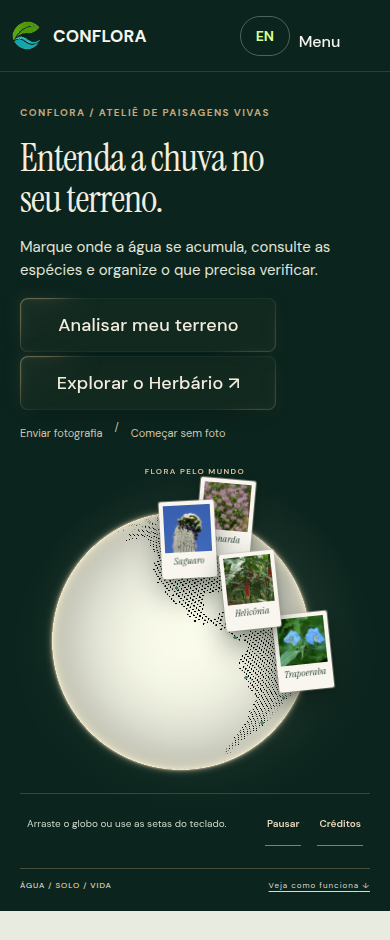 CONFLORA
EN
Menu
CONFLORA / ATELIÊ DE PAISAGENS VIVAS
Entenda a chuva no
seu terreno.
Marque onde a água se acumula, consulte as
espécies e organize o que precisa verificar.
Analisar meu terreno
Explorar o Herbário ↗
Enviar fotografia / Começar sem foto
FLORA PELO MUNDO
Saguaro
Helicônia
Trapoeraba
Arraste o globo ou use as setas do teclado.
Pausar
Créditos
ÁGUA / SOLO / VIDA
Veja como funciona ↓